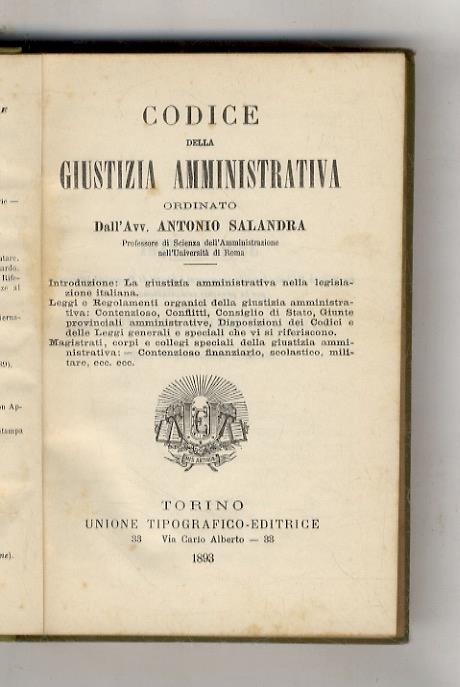 CODICE
DELLA
GIUSTIZIA AMMINISTRATIVA
ORDINATO
Dall'Avv. ANTONIO SALANDRA
Professore di Scienza dell'Amministrazione
nell'Università di Roma
Introduzione: La giustizia amministrativa nella legisla-
zione italiana.
Leggi e Regolamenti organici della giustizia amministra-
tiva: Contenzioso, Conflitti, Consiglio di Stato, Giunte
provinciali amministrative, Disposizioni dei Codici e
delle Leggi generali e speciali che vi si riferiscono.
Magistrati, corpi e collegi speciali della giustizia ammi-
nistrativa: — Contenzioso finanziario, scolastico, mili-
tare, ecc. ecc.
TORINO
UNIONE TIPOGRAFICO-EDITRICE
33 Via Carlo Alberto — 33
1893